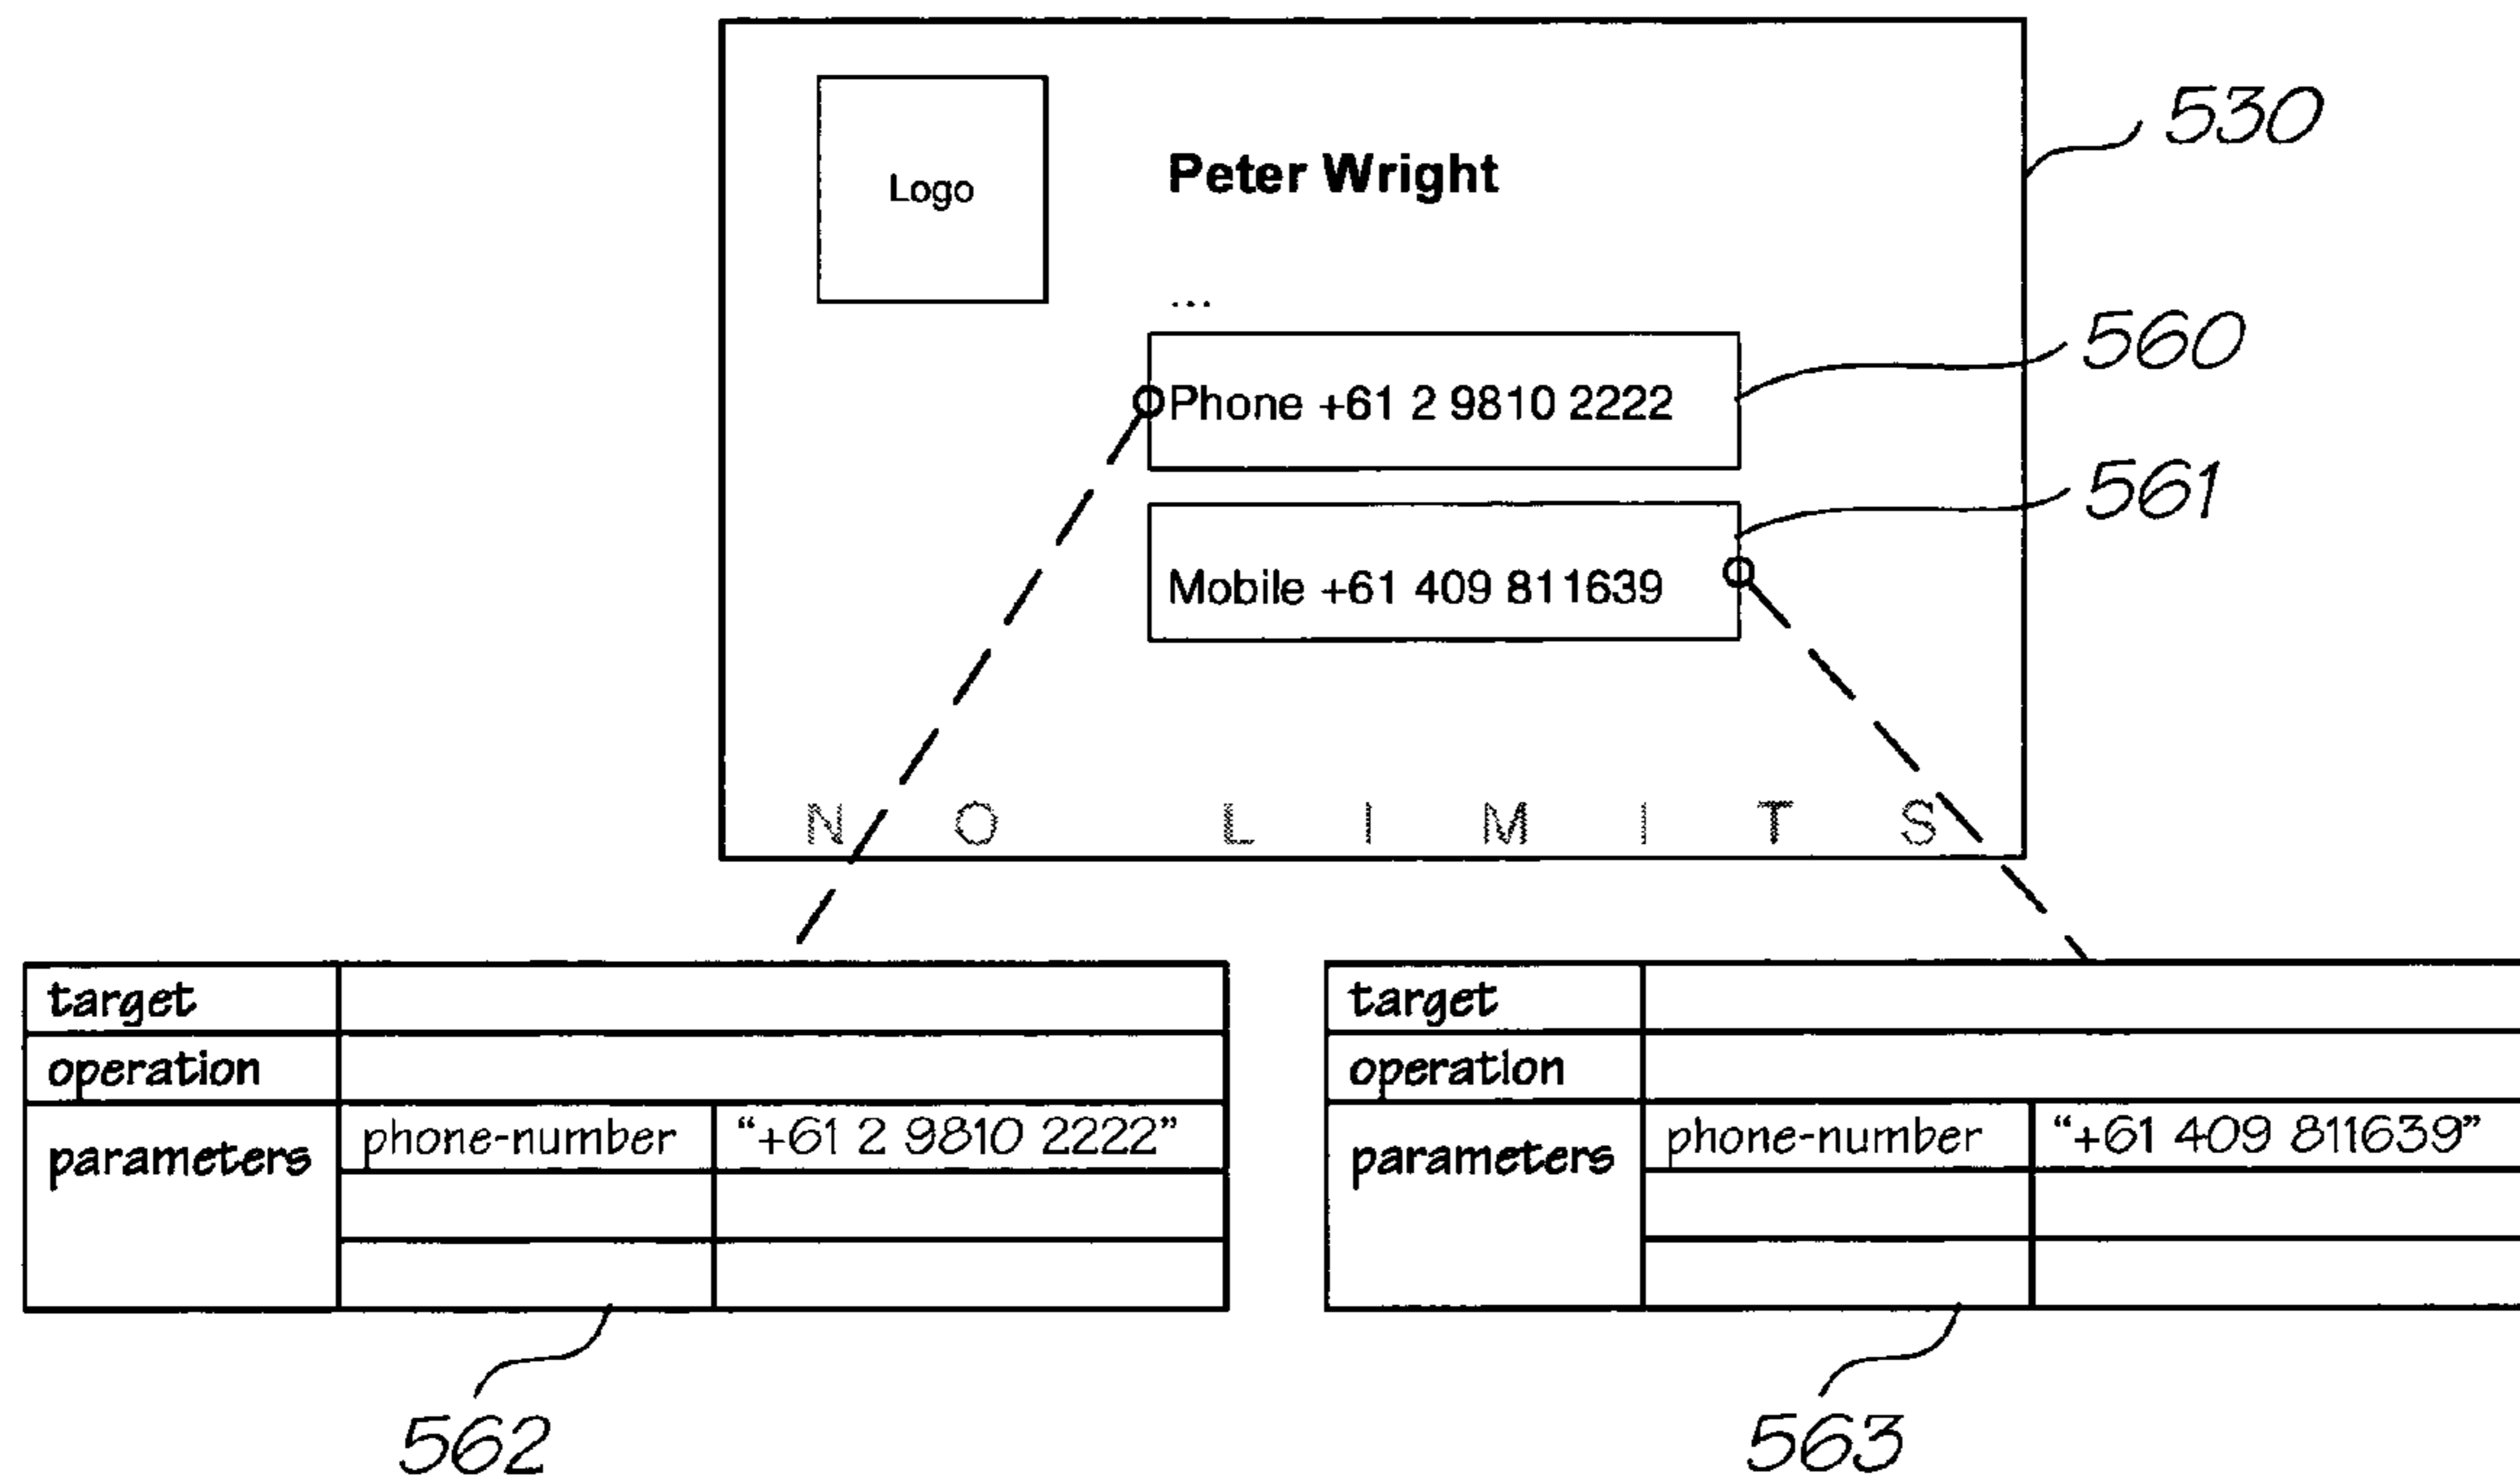 530
Logo
Peter Wright
...
560
Phone +61 2 9810 2222
561
Mobile +61 409 811639
N O L I M I T S
target
operation
parameters
phone-number “+61 2 9810 2222”
562
target
operation
parameters
phone-number “+61 409 811639”
563